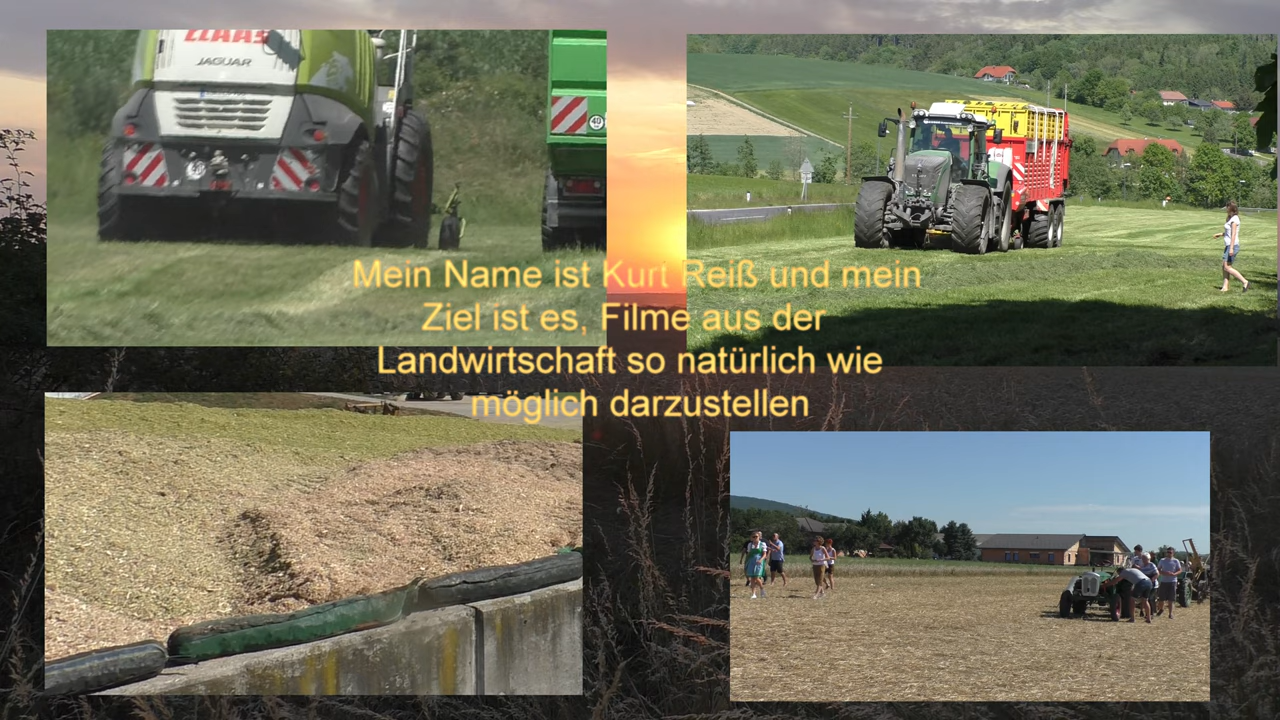 CLAAS
JAGUAR
40
Mein Name ist Kurt Reiß und mein
Ziel ist es, Filme aus der
Landwirtschaft so natürlich wie
möglich darzustellen